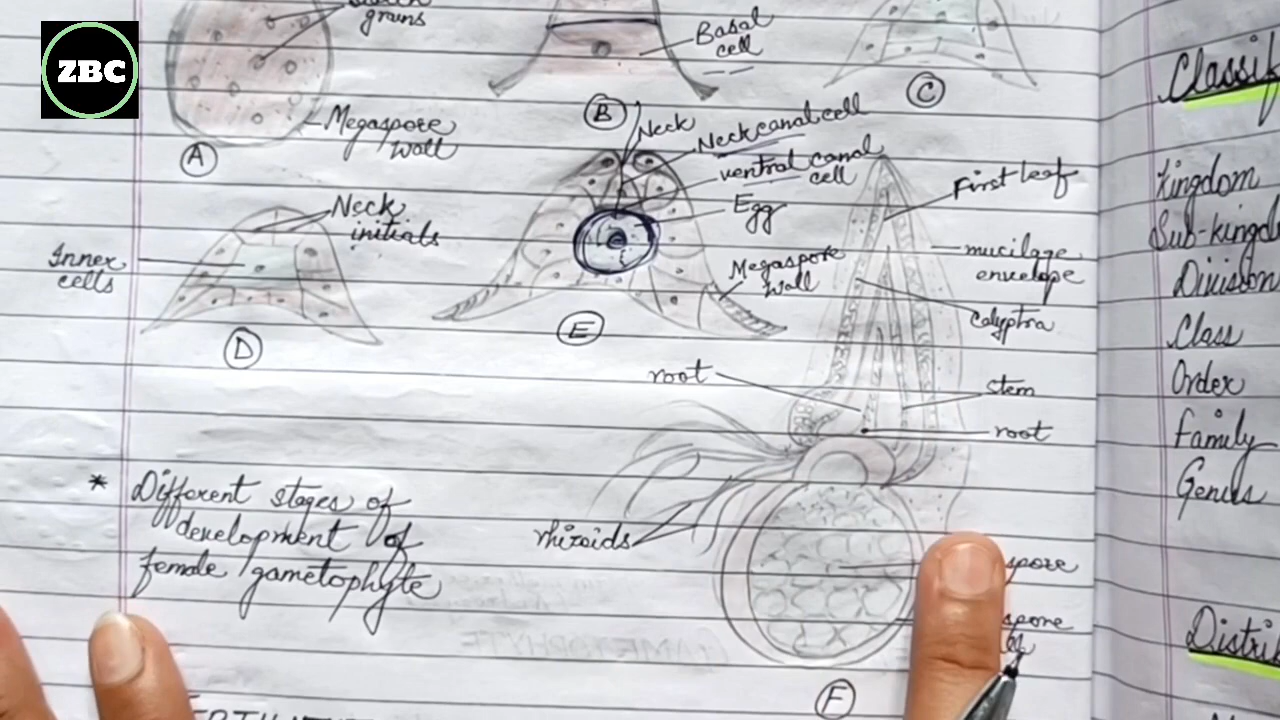 ZBC
grains
Megaspore
wall
A
Basal
cell
B
C
Neck
Neck canal cell
ventral canal
cell
Egg
Megaspore
wall
E
Neck
initials
Inner
cells
D
First leaf
mucilage
envelope
calyptra
root
stem
root
rhizoids
spore
spore
F
* Different stages of
development of
female gametophyte
Classif
Kingdom
Sub-kingd
Division
Class
Order
Family
Genus
Distri